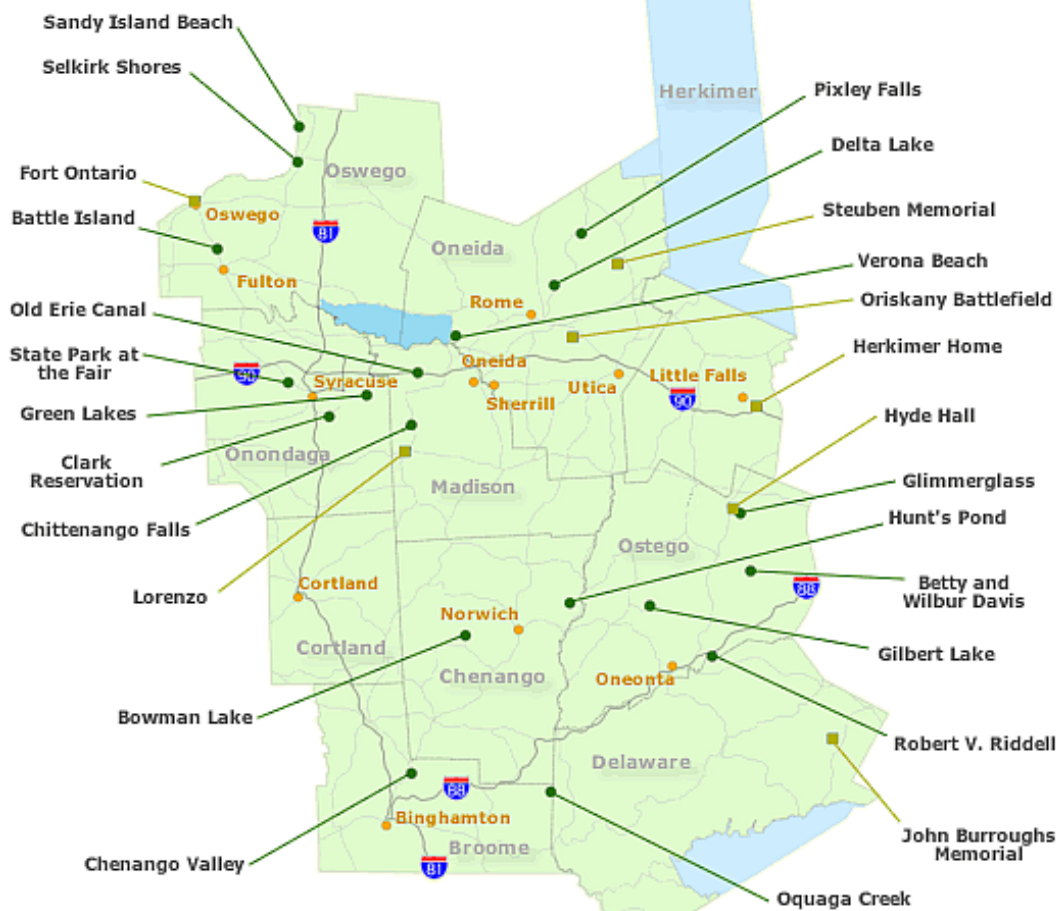 Sandy Island Beach
Selkirk Shores
Herkimer
Pixley Falls
Delta Lake
Fort Ontario
Oswego
Battle Island
Oswego
81
Oneida
Steuben Memorial
Fulton
Verona Beach
Old Erie Canal
Rome
Oriskany Battlefield
State Park at
the Fair
90
Syracuse
Oneida
Sherrill
Utica
Little Falls
90
Herkimer Home
Green Lakes
Hyde Hall
Clark
Reservation
Onondaga
Madison
Glimmerglass
Chittenango Falls
Ostego
Hunt's Pond
Lorenzo
Cortland
Norwich
88
Betty and
Wilbur Davis
Cortland
Chenango
Oneonta
Gilbert Lake
Bowman Lake
Robert V. Riddell
Delaware
88
Binghamton
Broome
John Burroughs
Memorial
Chenango Valley
81
Oquaga Creek